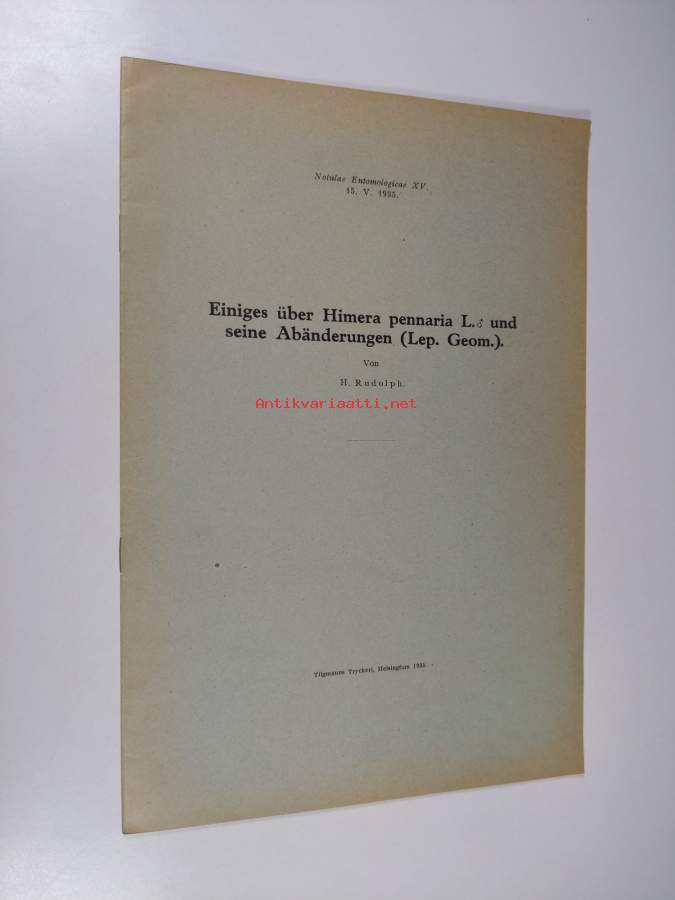 Notulae Entomologicae XV.
15. V. 1935.
Einiges über Himera pennaria L.♂ und
seine Abänderungen (Lep. Geom.).
Von
H. Rudolph.
Antikvariaatti.net
Tilgmanns Tryckeri, Helsingfors 1935.